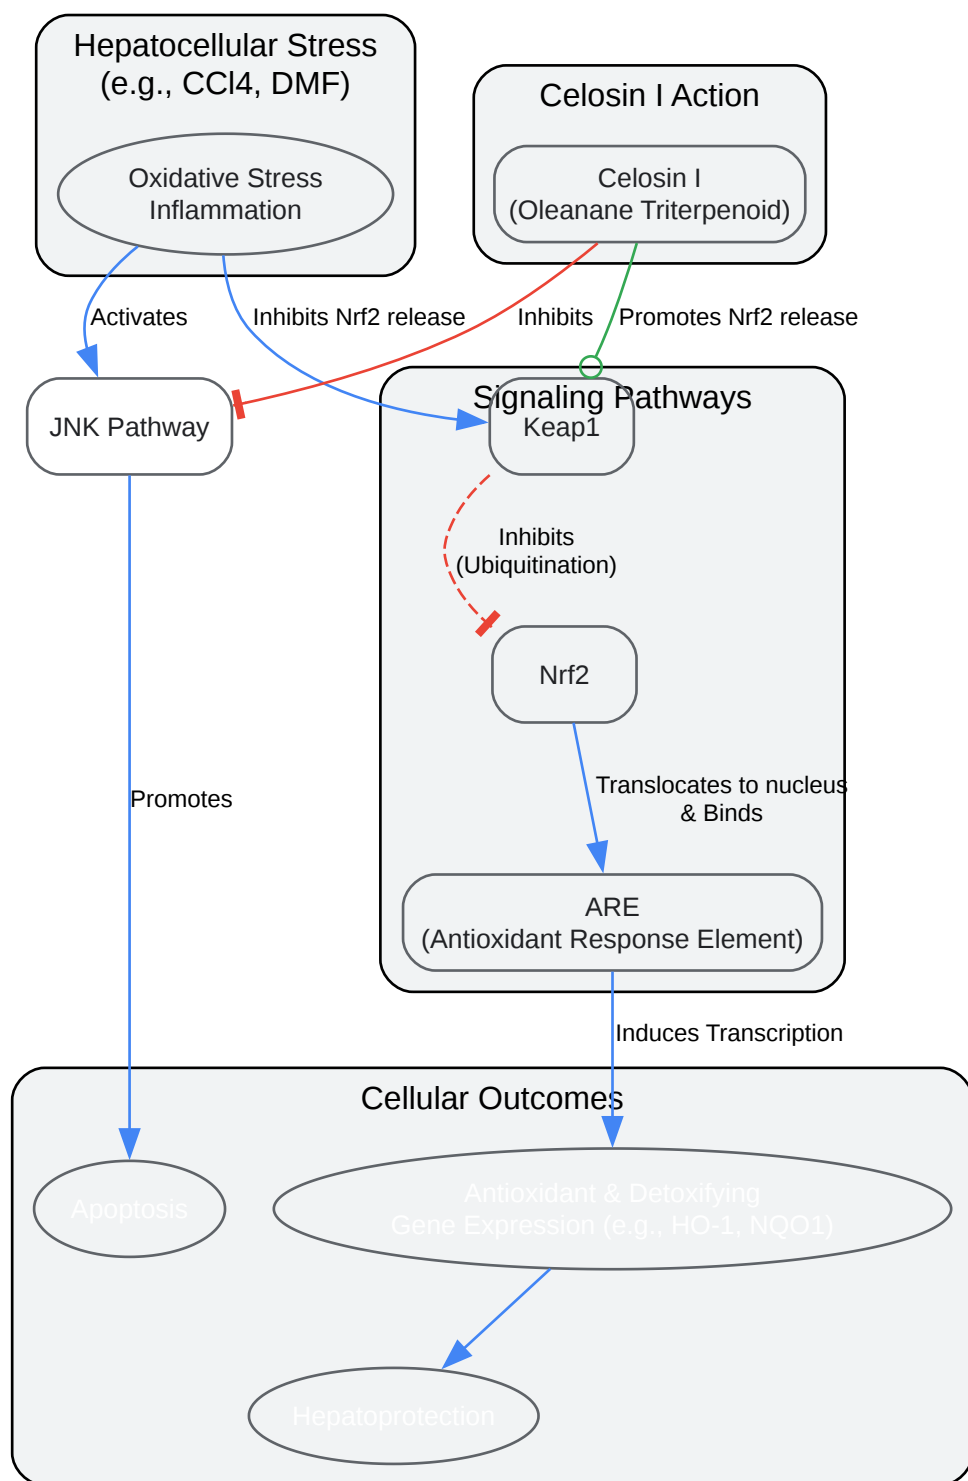 Hepatocellular Stress
(e.g., CCl4, DMF)
Celosin I Action
Oxidative Stress
Inflammation
Celosin I
(Oleanane Triterpenoid)
Activates
Inhibits Nrf2 release
Inhibits
Promotes Nrf2 release
Signaling Pathways
JNK Pathway
Keap1
Inhibits
(Ubiquitination)
Nrf2
Promotes
Translocates to nucleus
& Binds
ARE
(Antioxidant Response Element)
Induces Transcription
Cellular Outcomes
Apoptosis
Antioxidant & Detoxifying
Gene Expression (e.g., HO-1, NQO1)
Hepatoprotection